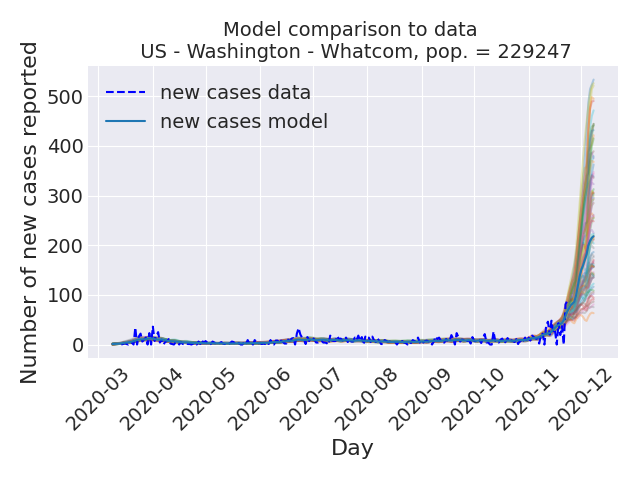 Model comparison to data
US - Washington - Whatcom, pop. = 229247
Number of new cases reported
500
400
300
200
100
0
new cases data
new cases model
2020-03
2020-04
2020-05
2020-06
2020-07
2020-08
2020-09
2020-10
2020-11
2020-12
Day